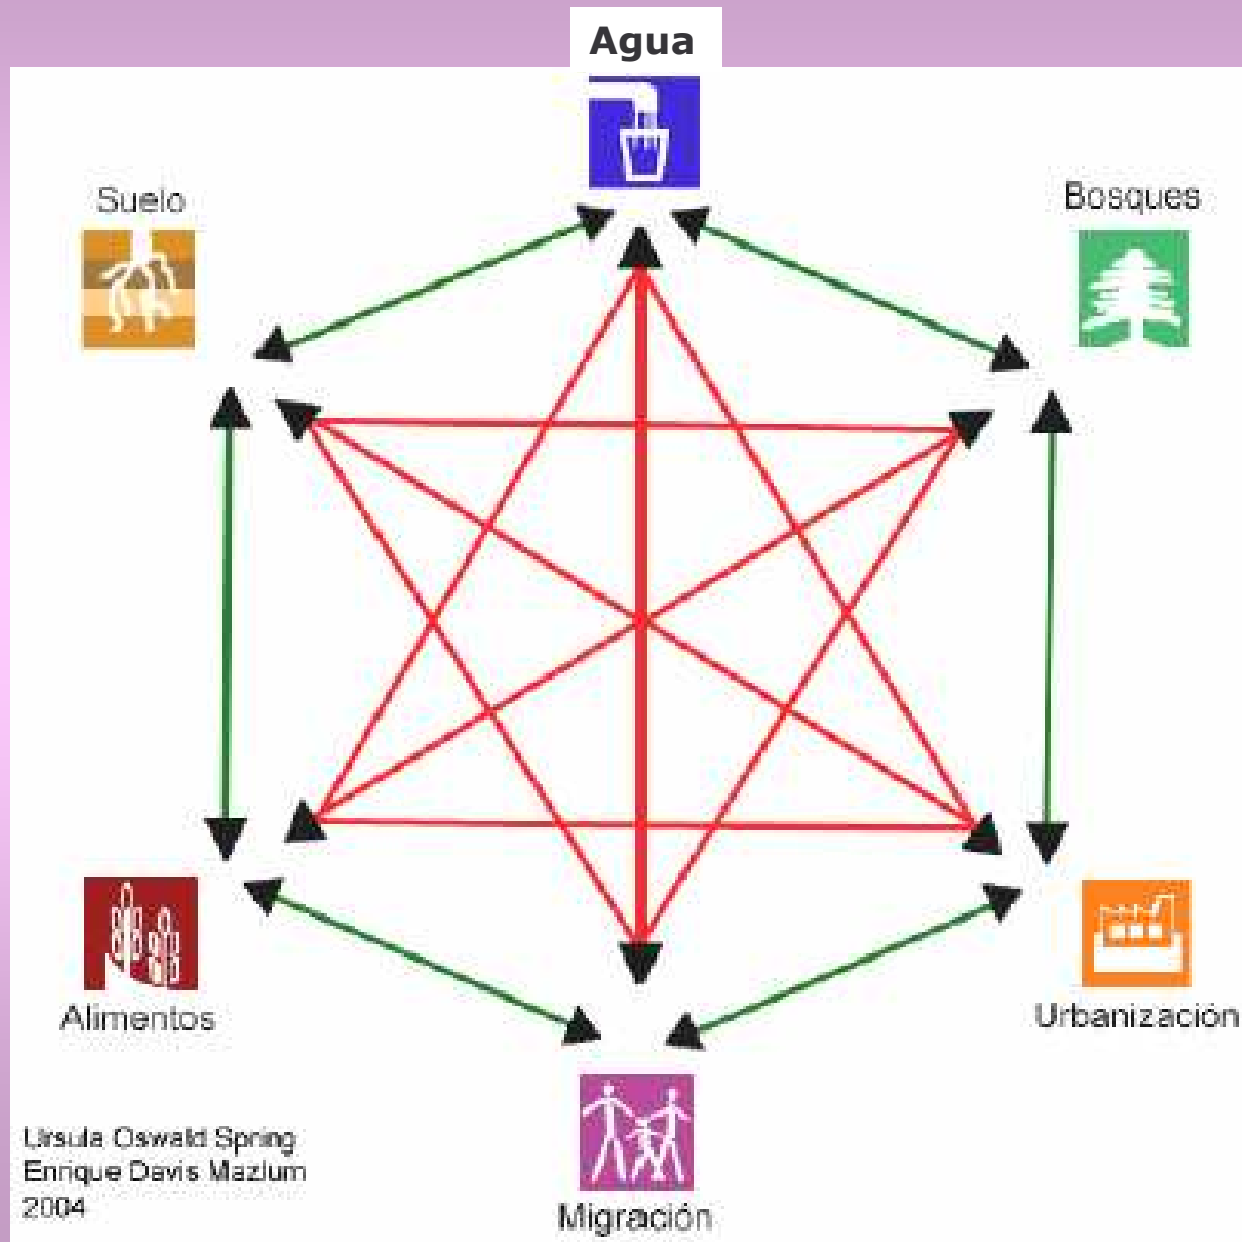 Agua
Suelo
Bosques
Alimentos
Urbanización
Migración
Ursula Oswald Spring
Enrique Davis Mazlum
2004